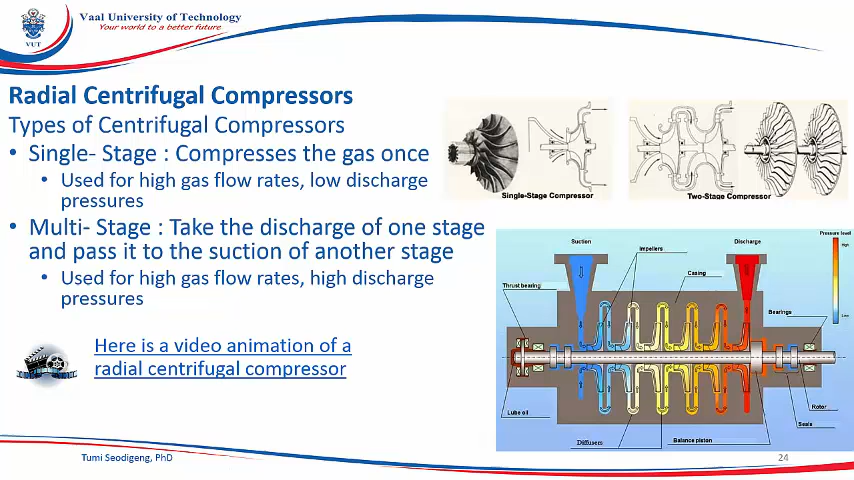 Vaal University of Technology
Your world to a better future
VUT
Radial Centrifugal Compressors
Types of Centrifugal Compressors
• Single- Stage : Compresses the gas once
• Used for high gas flow rates, low discharge
pressures
• Multi- Stage : Take the discharge of one stage
and pass it to the suction of another stage
• Used for high gas flow rates, high discharge
pressures
Here is a video animation of a
radial centrifugal compressor
Single-Stage Compressor
Two-Stage Compressor
Pressure level
High
Low
Suction
Impellers
Discharge
Casing
Thrust bearing
Bearings
Lube oil
Rotor
Seals
Diffusers
Balance piston
Tumi Seodigeng, PhD
24